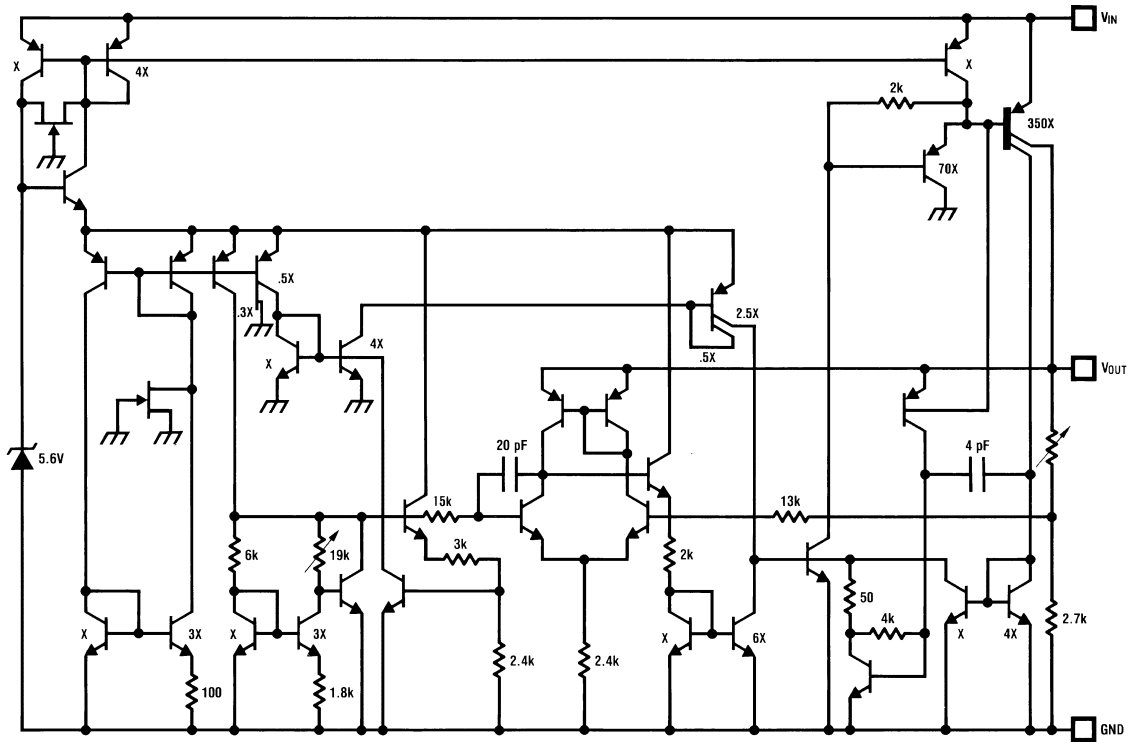 V_IN
X
4X
X
2k
350X
70X
.5X
.3X
4X
X
2.5X
.5X
V_OUT
5.6V
20 pF
4 pF
15k
13k
6k
19k
3k
2k
50
4k
X
3X
X
3X
X
6X
X
4X
2.7k
100
1.8k
2.4k
2.4k
GND